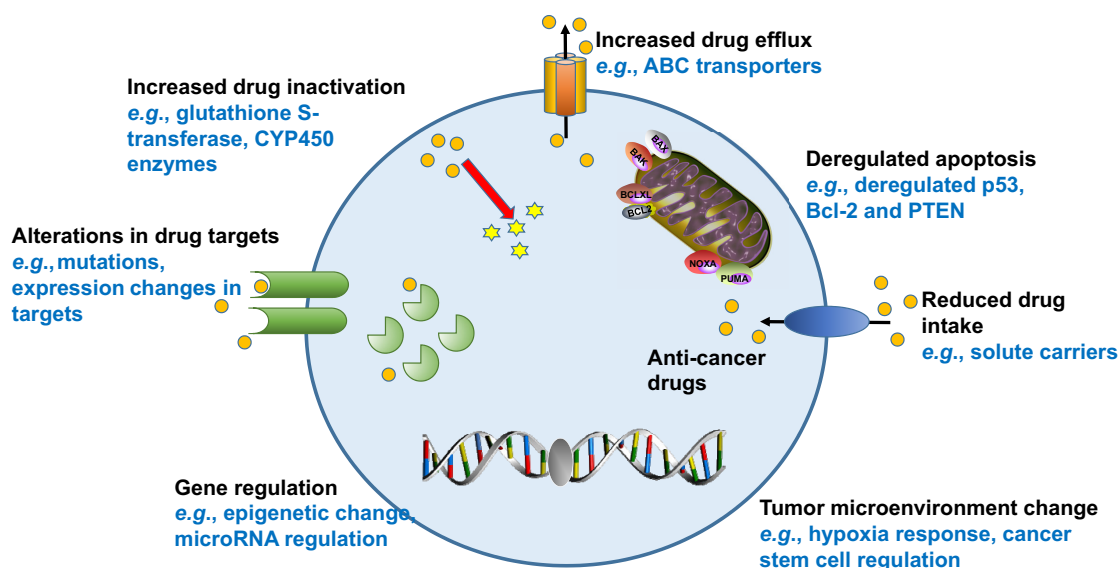 Increased drug efflux
e.g., ABC transporters
Increased drug inactivation
e.g., glutathione S-
transferase, CYP450
enzymes
BAX
BAK
BCLXL
BCL2
NOXA
PUMA
Deregulated apoptosis
e.g., deregulated p53,
Bcl-2 and PTEN
Alterations in drug targets
e.g., mutations,
expression changes in
targets
Reduced drug
intake
e.g., solute carriers
Anti-cancer
drugs
Gene regulation
e.g., epigenetic change,
microRNA regulation
Tumor microenvironment change
e.g., hypoxia response, cancer
stem cell regulation